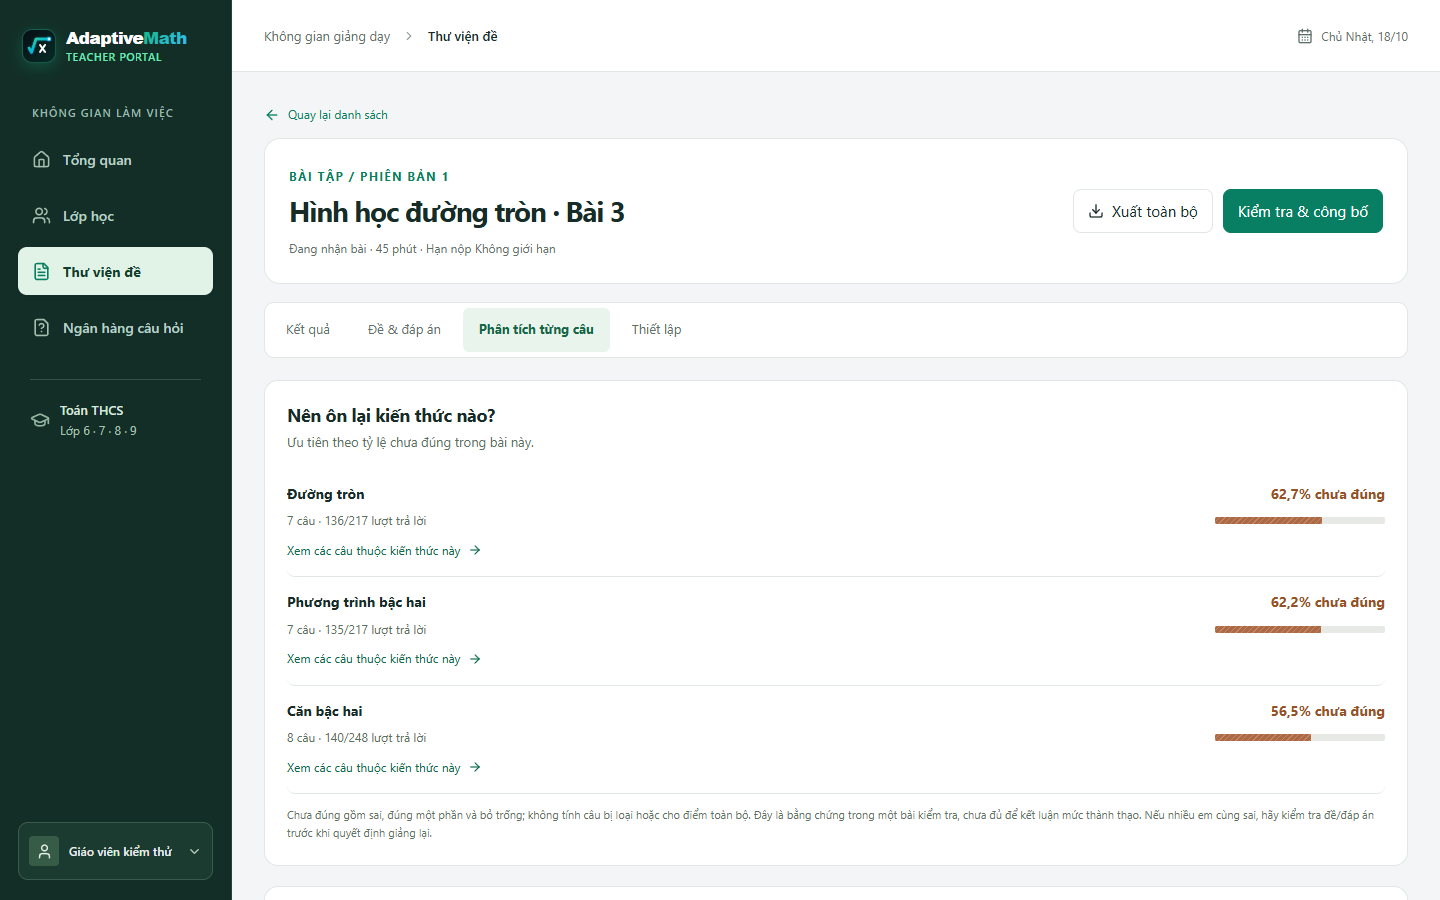 AdaptiveMath
TEACHER PORTAL
KHÔNG GIAN LÀM VIỆC
Tổng quan
Lớp học
Thư viện đề
Ngân hàng câu hỏi
Toán THCS
Lớp 6 · 7 · 8 · 9
Giáo viên kiểm thử
Không gian giảng dạy > Thư viện đề
Chủ Nhật, 18/10
Quay lại danh sách
BÀI TẬP / PHIÊN BẢN 1
Hình học đường tròn · Bài 3
Đang nhận bài · 45 phút · Hạn nộp Không giới hạn
Xuất toàn bộ
Kiểm tra & công bố
Kết quả
Đề & đáp án
Phân tích từng câu
Thiết lập
Nên ôn lại kiến thức nào?
Ưu tiên theo tỷ lệ chưa đúng trong bài này.
Đường tròn
62,7% chưa đúng
7 câu · 136/217 lượt trả lời
Xem các câu thuộc kiến thức này →
Phương trình bậc hai
62,2% chưa đúng
7 câu · 135/217 lượt trả lời
Xem các câu thuộc kiến thức này →
Căn bậc hai
56,5% chưa đúng
8 câu · 140/248 lượt trả lời
Xem các câu thuộc kiến thức này →
Chưa đúng gồm sai, đúng một phần và bỏ trống; không tính câu bị loại hoặc cho điểm toàn bộ. Đây là bằng chứng trong một bài kiểm tra, chưa đủ để kết luận mức thành thạo. Nếu nhiều em cùng sai, hãy kiểm tra đề/đáp án
trước khi quyết định giảng lại.